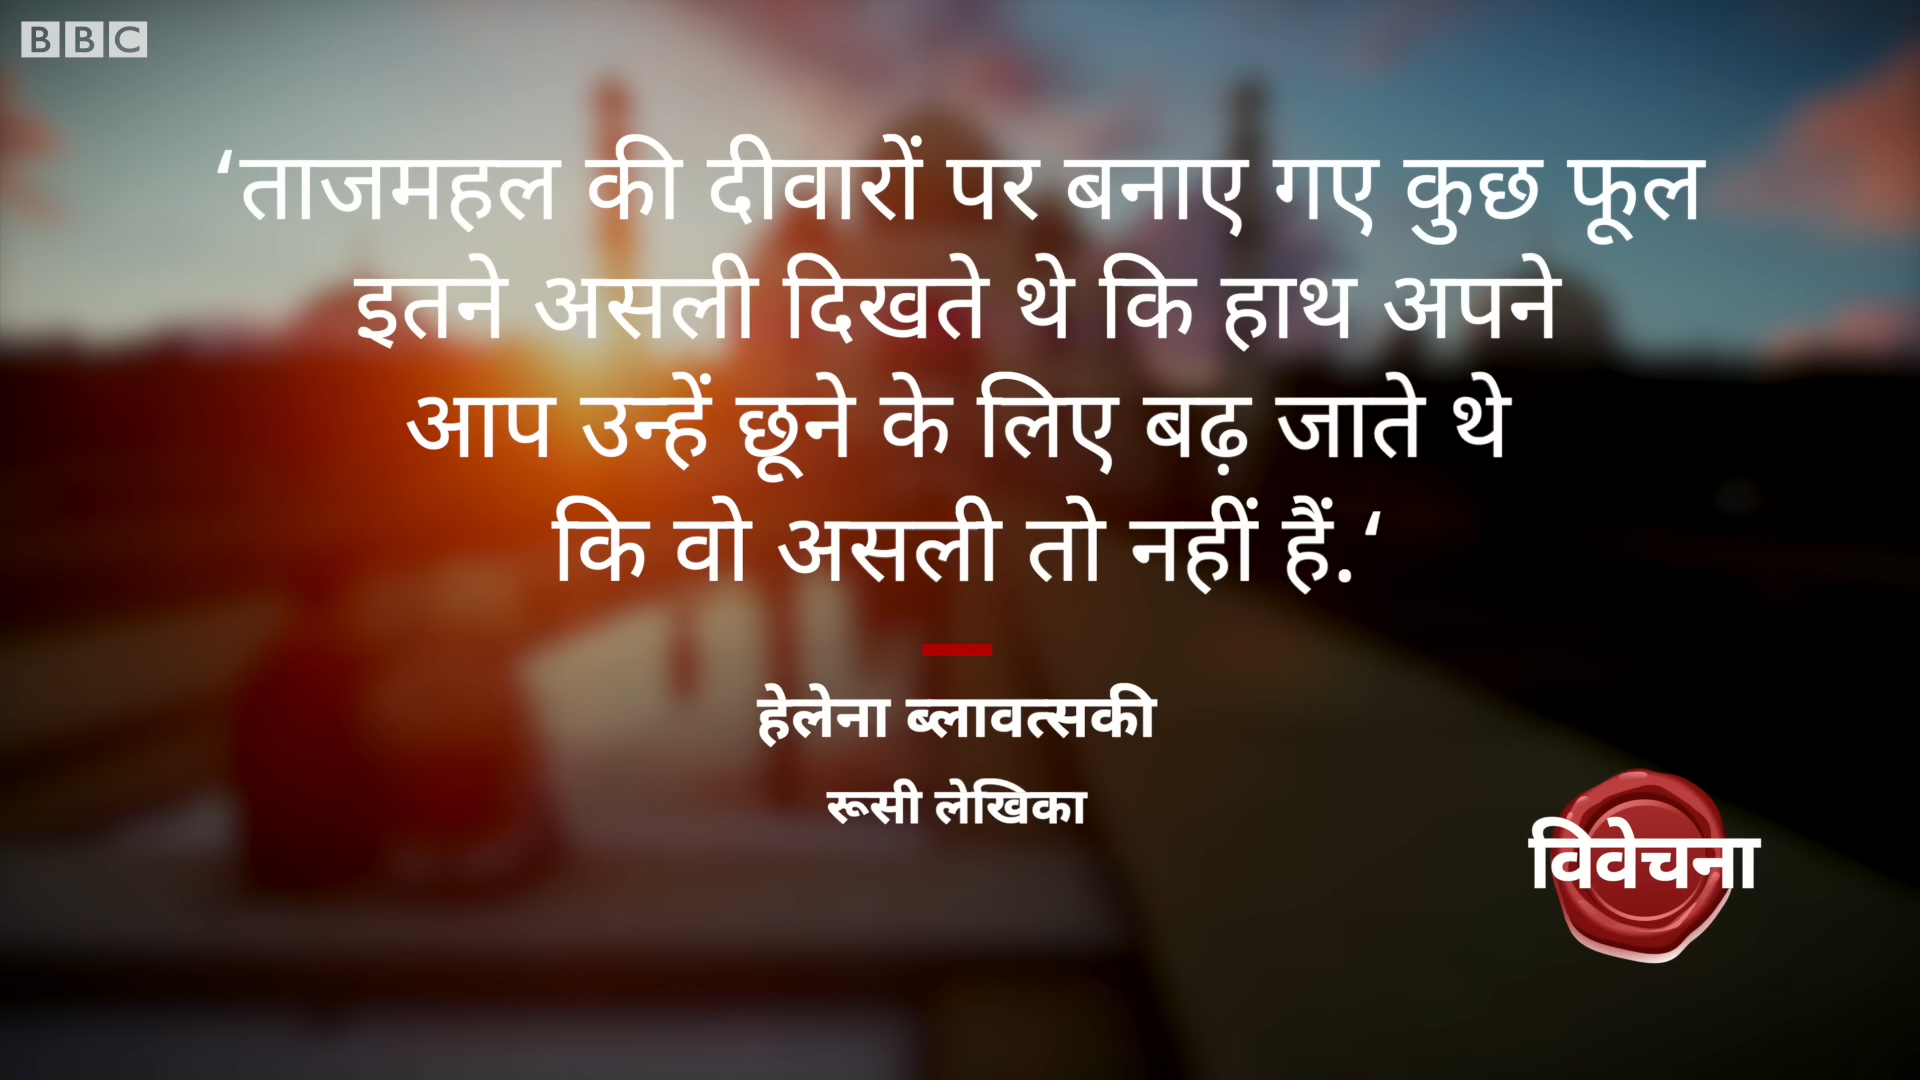 BBC
‘ताजमहल की दीवारों पर बनाए गए कुछ फूल
इतने असली दिखते थे कि हाथ अपने
आप उन्हें छूने के लिए बढ़ जाते थे
कि वो असली तो नहीं हैं.‘
हेलेना ब्लावत्सकी
रूसी लेखिका
विवेचना